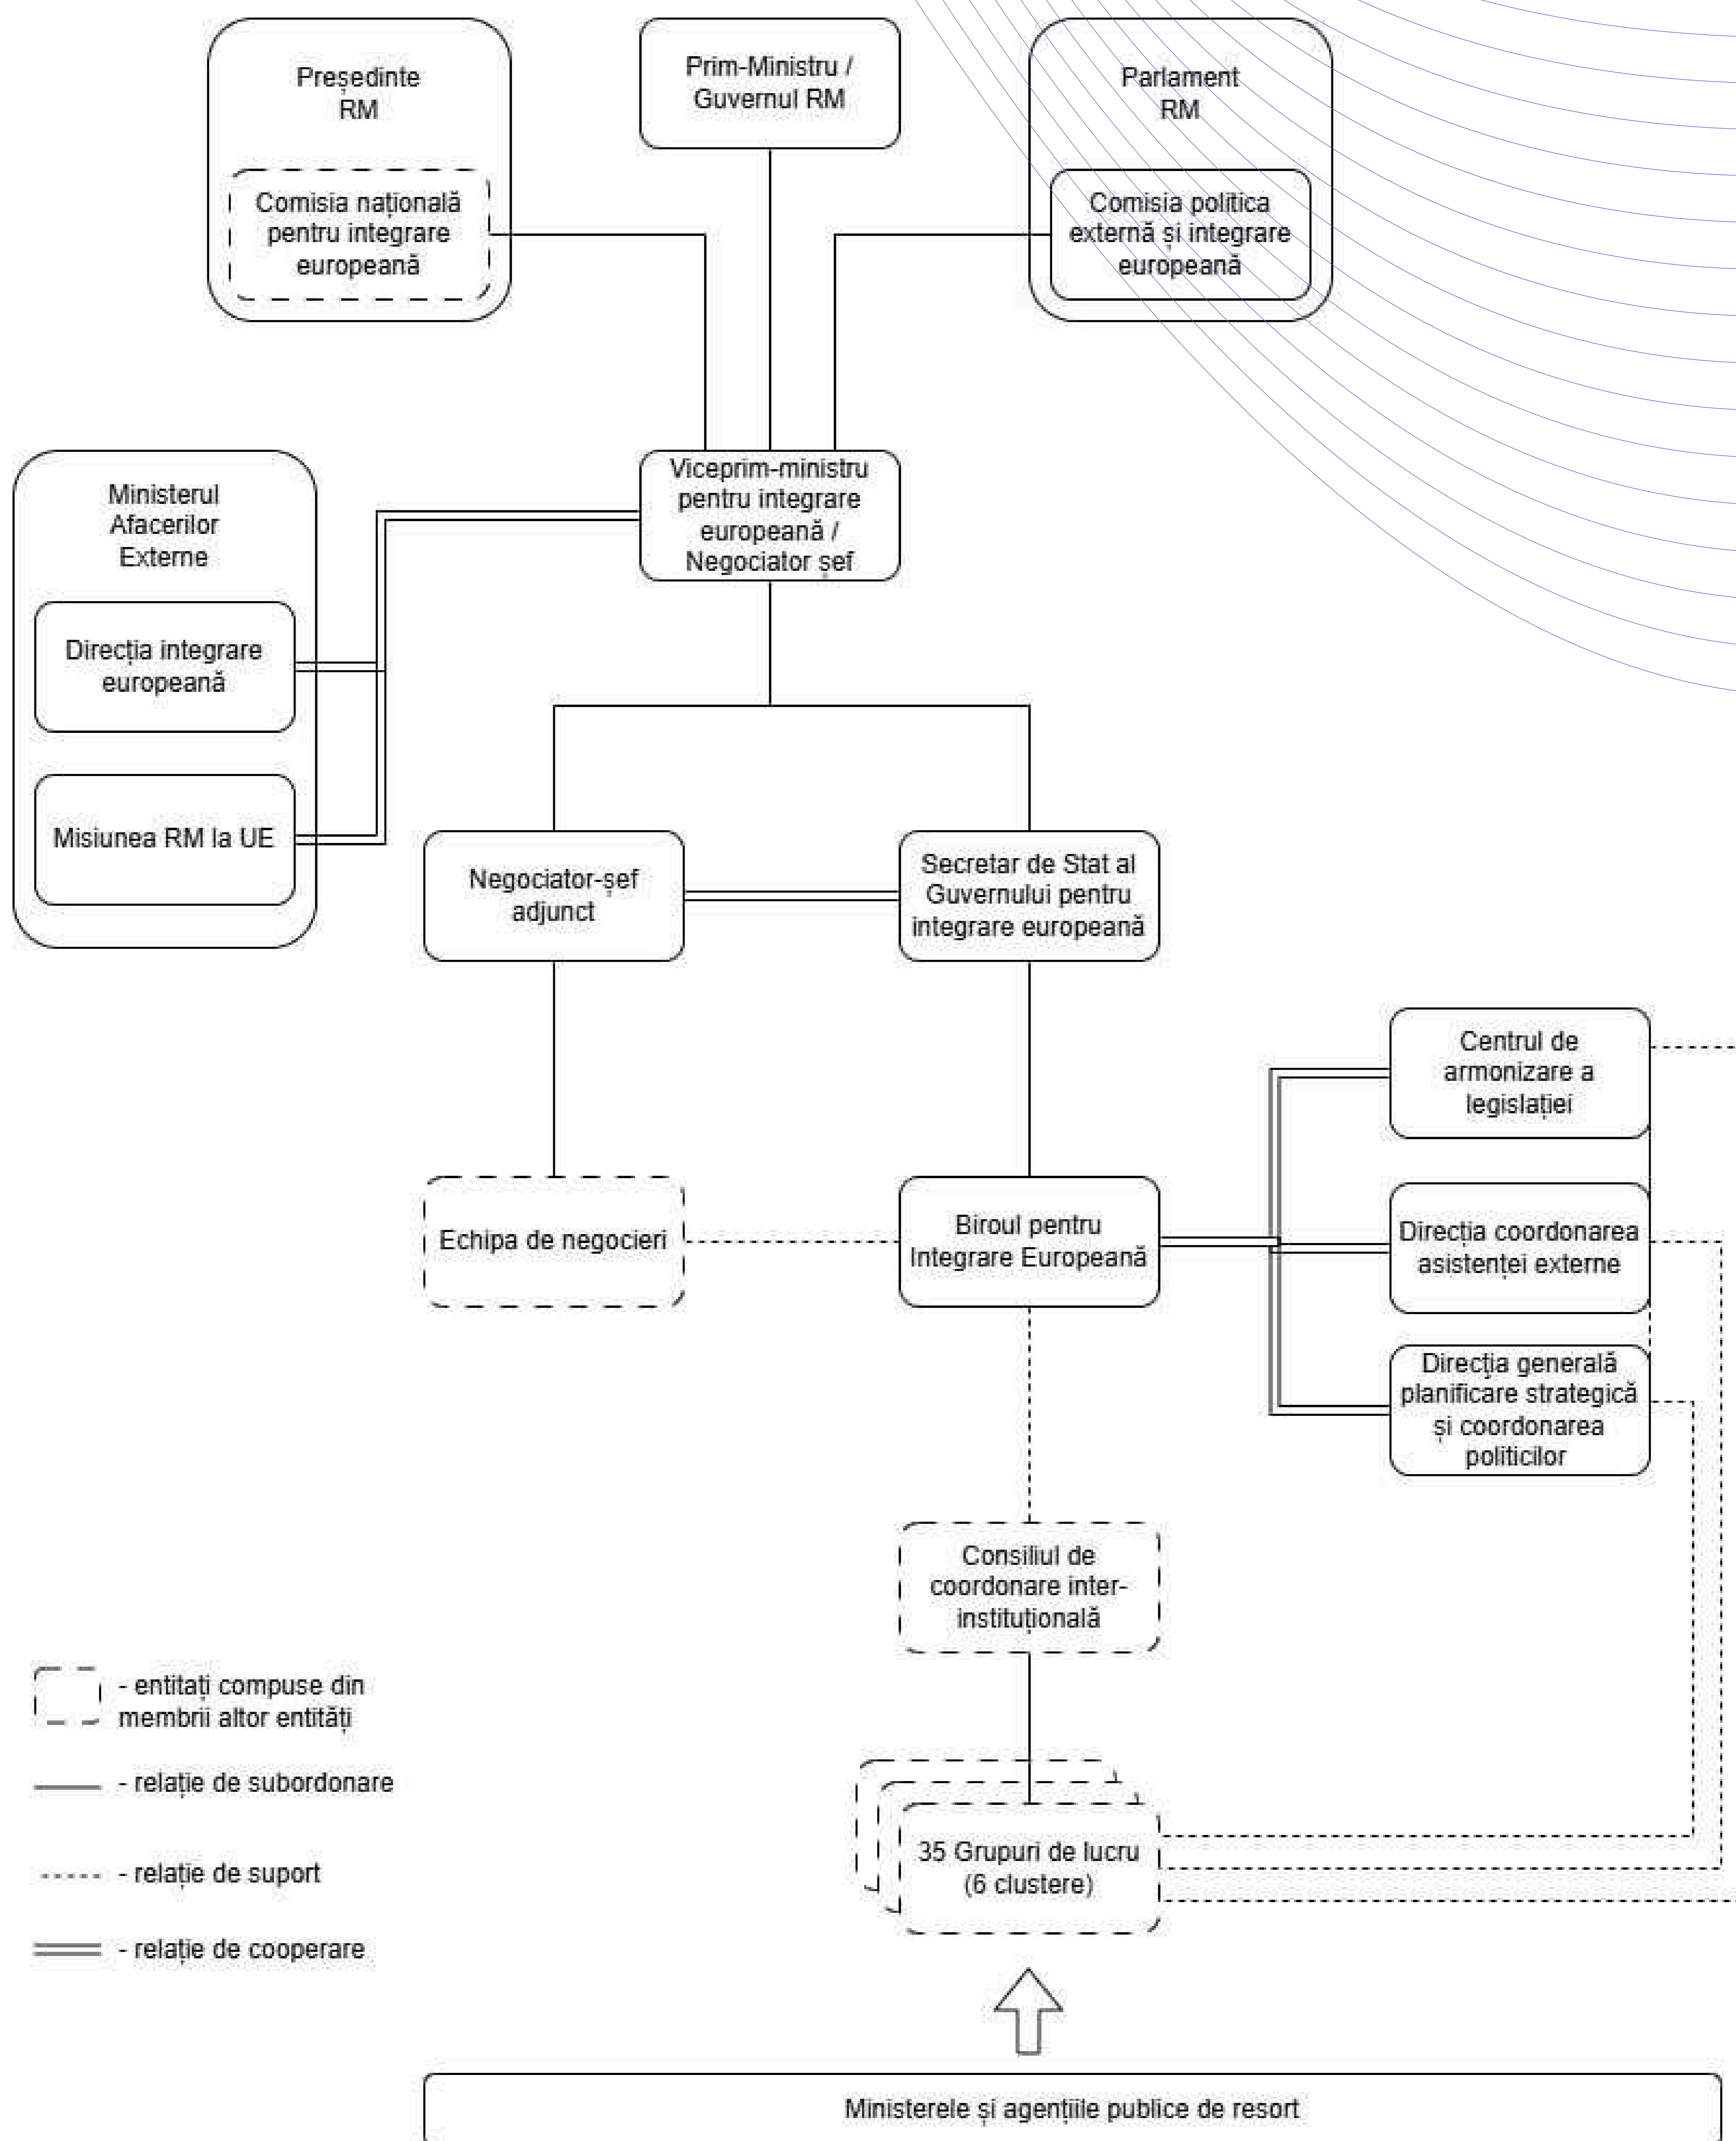 Președinte
RM
Comisia națională
pentru integrare
europeană
Prim-Ministru /
Guvernul RM
Parlament
RM
Comisia politica
externă și integrare
europeană
Ministerul
Afacerilor
Externe
Direcția integrare
europeană
Misiunea RM la UE
Viceprim-ministru
pentru integrare
europeană /
Negociator șef
Negociator-șef
adjunct
Secretar de Stat al
Guvernului pentru
integrare europeană
Echipa de negocieri
Biroul pentru
Integrare Europeană
Centrul de
armonizare a
legislației
Direcția coordonarea
asistenței externe
Direcția generală
planificare strategică
și coordonarea
politicilor
Consiliul de
coordonare inter-
instituțională
35 Grupuri de lucru
(6 clustere)
- entitați compuse din
membrii altor entități
- relație de subordonare
- relație de suport
- relație de cooperare
Ministerele și agențiile publice de resort